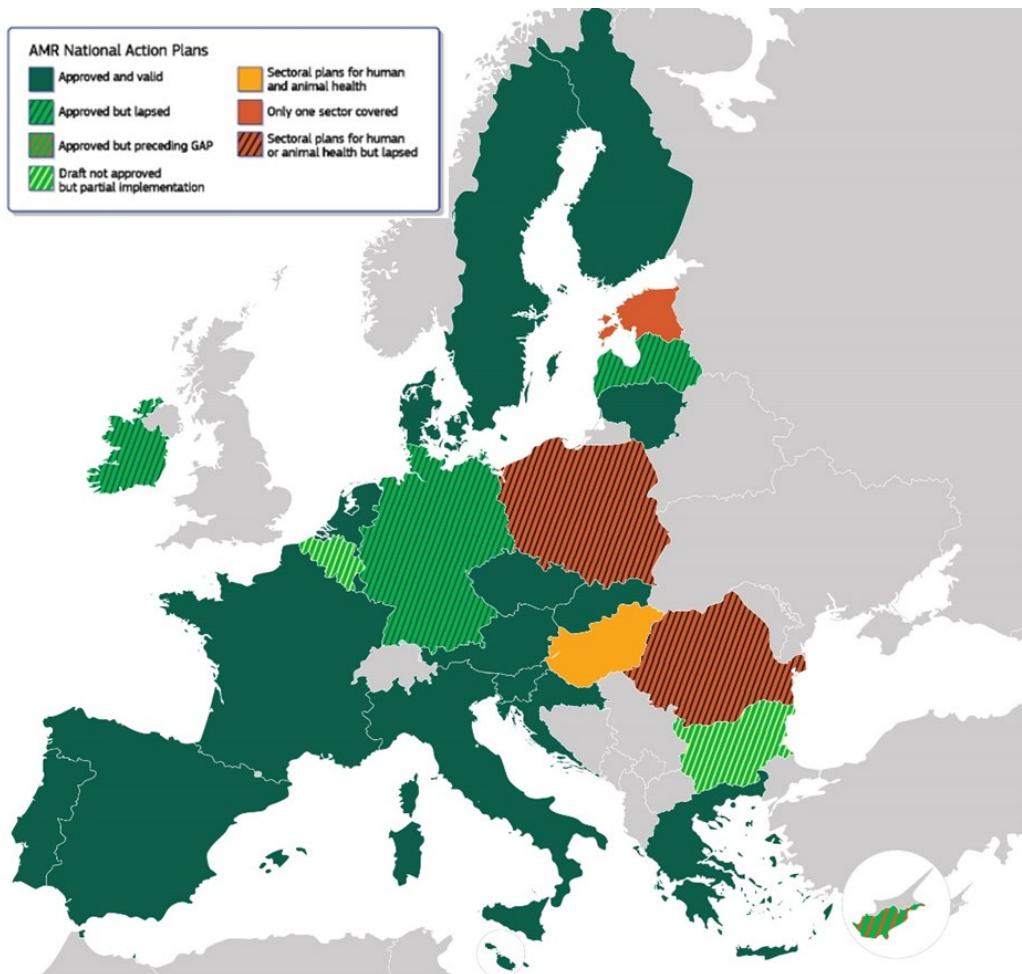 AMR National Action Plans
Approved and valid
Approved but lapsed
Approved but preceding GAP
Draft not approved
but partial implementation
Sectoral plans for human
and animal health
Only one sector covered
Sectoral plans for human
or animal health but lapsed